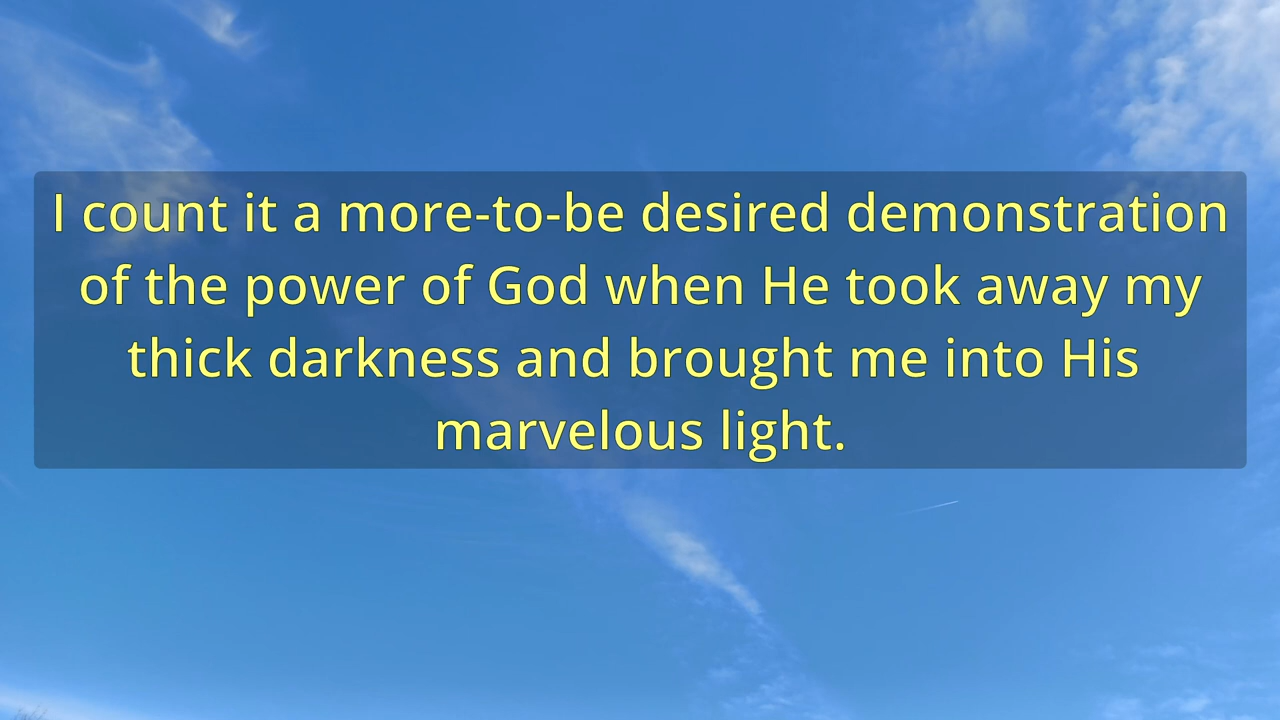 I count it a more-to-be desired demonstration
of the power of God when He took away my
thick darkness and brought me into His
marvelous light.